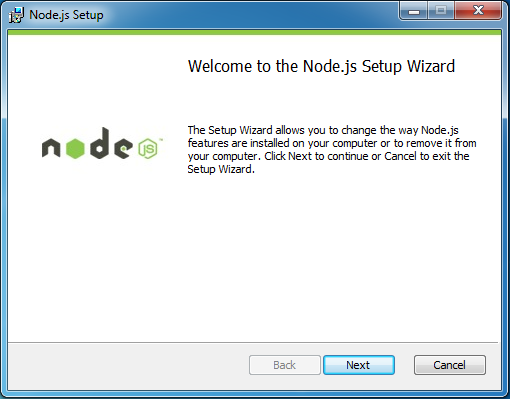 Node.js Setup
Welcome to the Node.js Setup Wizard
node
JS
TM
The Setup Wizard allows you to change the way Node.js
features are installed on your computer or to remove it from
your computer. Click Next to continue or Cancel to exit the
Setup Wizard.
Back
Next
Cancel